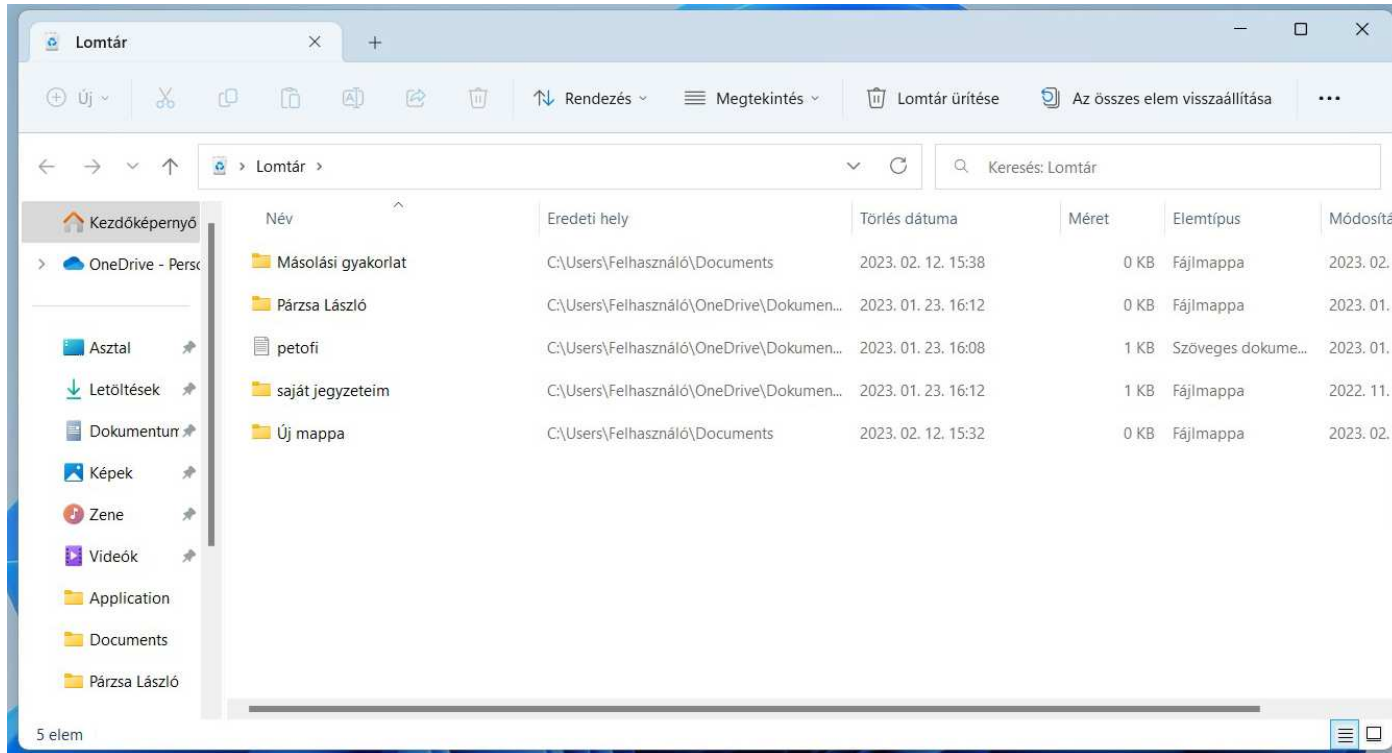 Lomtár
Új
Rendezés
Megtekintés
Lomtár ürítése
Az összes elem visszaállítása
Lomtár
Keresés: Lomtár
Kezdőképernyő
OneDrive - Perso
Asztal
Letöltések
Dokumentum
Képek
Zene
Videók
Application
Documents
Párzsa László
Név Eredeti hely Törlés dátuma Méret Elemtípus Módosítá
Másolási gyakorlat C:\Users\Felhasználó\Documents 2023. 02. 12. 15:38 0 KB Fájlmappa 2023. 02.
Párzsa László C:\Users\Felhasználó\OneDrive\Dokumen... 2023. 01. 23. 16:12 0 KB Fájlmappa 2023. 01.
petofi C:\Users\Felhasználó\OneDrive\Dokumen... 2023. 01. 23. 16:08 1 KB Szöveges dokume... 2023. 01.
saját jegyzeteim C:\Users\Felhasználó\OneDrive\Dokumen... 2023. 01. 23. 16:12 1 KB Fájlmappa 2022. 11.
Új mappa C:\Users\Felhasználó\Documents 2023. 02. 12. 15:32 0 KB Fájlmappa 2023. 02.
5 elem